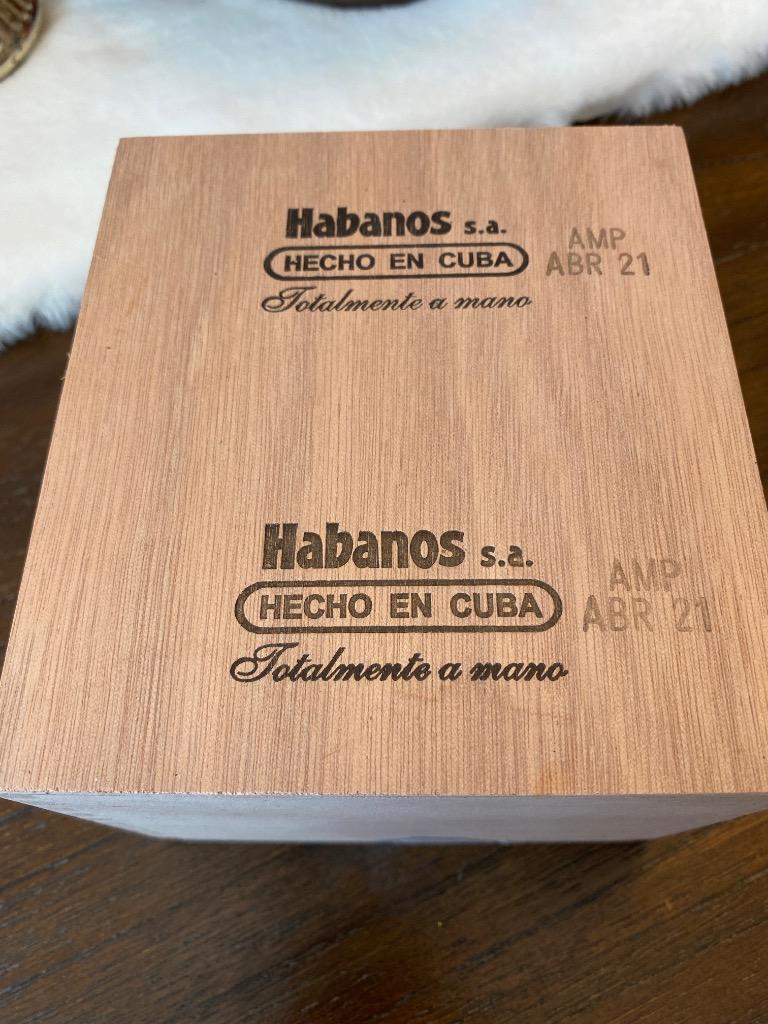 Habanos s.a.
HECHO EN CUBA
Totalmente a mano
AMP
ABR 21
Habanos s.a.
HECHO EN CUBA
Totalmente a mano
AMP
ABR 21